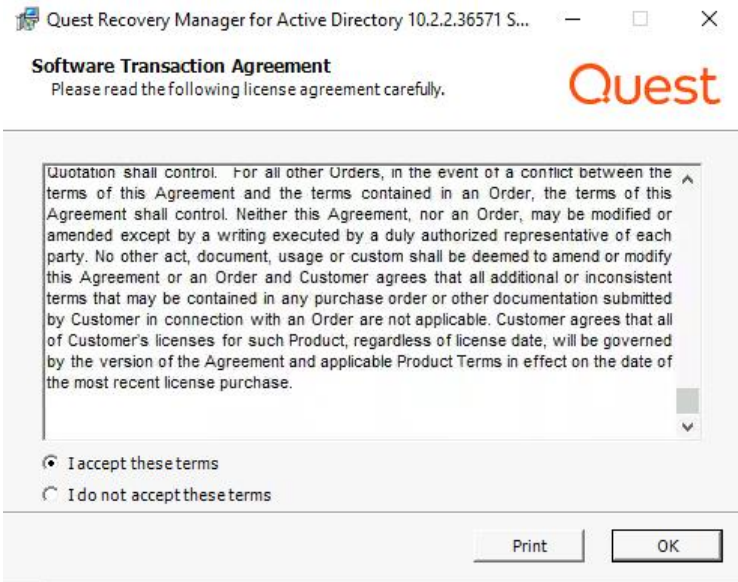 Quest Recovery Manager for Active Directory 10.2.2.36571 S...
Software Transaction Agreement
Please read the following license agreement carefully.
Quest
Quotation shall control. For all other Orders, in the event of a conflict between the
terms of this Agreement and the terms contained in an Order, the terms of this
Agreement shall control. Neither this Agreement, nor an Order, may be modified or
amended except by a writing executed by a duly authorized representative of each
party. No other act, document, usage or custom shall be deemed to amend or modify
this Agreement or an Order and Customer agrees that all additional or inconsistent
terms that may be contained in any purchase order or other documentation submitted
by Customer in connection with an Order are not applicable. Customer agrees that all
of Customer's licenses for such Product, regardless of license date, will be governed
by the version of the Agreement and applicable Product Terms in effect on the date of
the most recent license purchase.
I accept these terms
I do not accept these terms
Print
OK